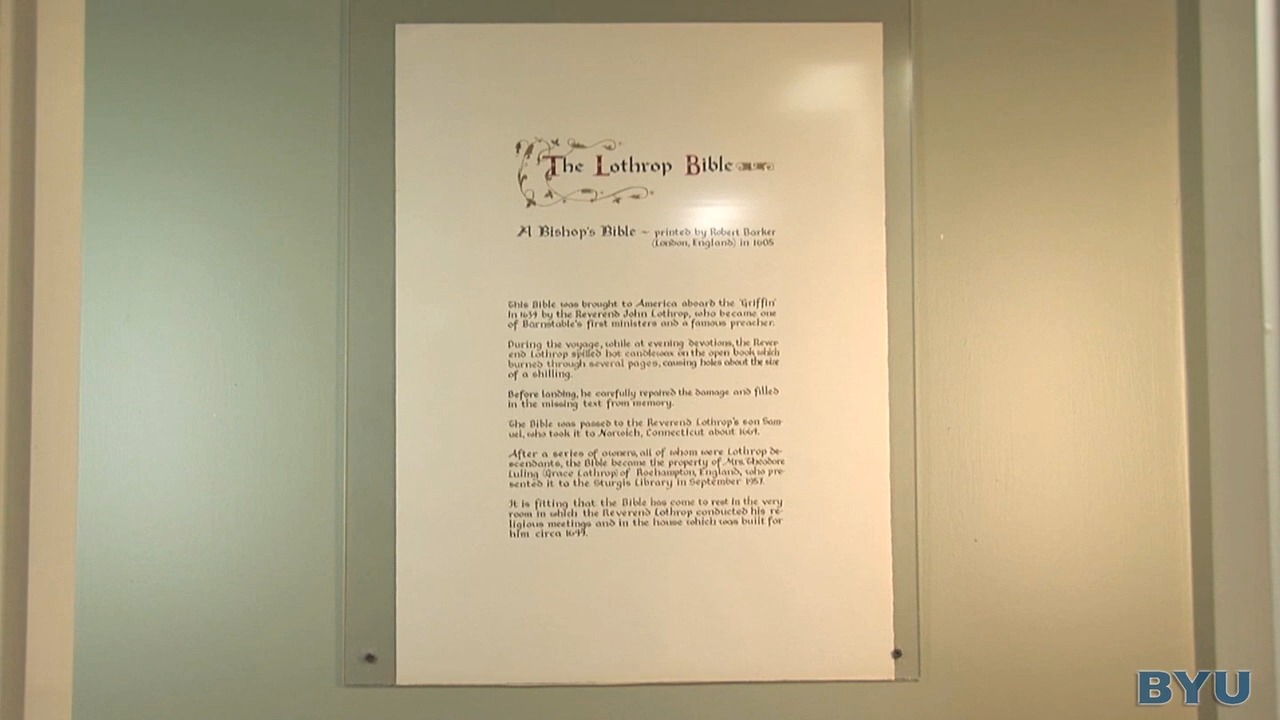 The Lothrop Bible
A Bishop's Bible ~ printed by Robert Barker
(London, England) in 1605
This Bible was brought to America aboard the 'Griffin'
in 1634 by the Reverend John Lothrop, who became one
of Barnstable's first ministers and a famous preacher.
During the voyage, while at evening devotions, the Rever-
end Lothrop spilled hot candlewax on the open book which
burned through several pages, causing holes about the size
of a shilling.
Before landing, he carefully repaired the damage and filled
in the missing text from memory.
The Bible was passed to the Reverend Lothrop's son Sam-
uel, who took it to Norwich, Connecticut about
After a series of owners, all of whom were Lothrop de-
scendants, the Bible became the property of Mrs. Theodore
Luling (Grace Lathrop) of Roehampton, England, who pre-
sented it to the Sturgis Library in September 1957.
It is fitting that the Bible has come to rest in the very
room in which the Reverend Lothrop conducted his re-
ligious meetings and in the house which was built for
him circa 1644.
BYU